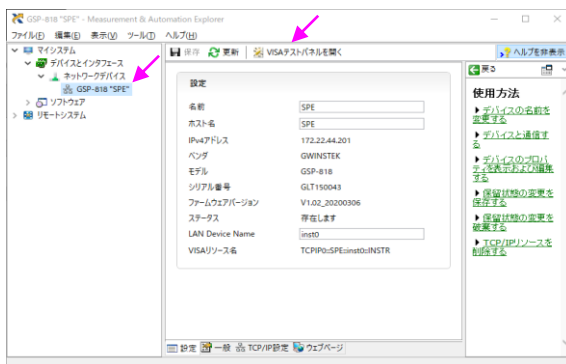 GSP-818 "SPE" - Measurement & Automation Explorer
ファイル(F) 編集(E) 表示(V) ツール(T) ヘルプ(H)
マイシステム
デバイスとインタフェース
ネットワークデバイス
GSP-818 "SPE"
ソフトウェア
リモートシステム
保存 更新 VISAテストパネルを開く ヘルプを非表示
設定
名前 SPE
ホスト名 SPE
IPv4アドレス 172.22.44.201
ベンダ GWINSTEK
モデル GSP-818
シリアル番号 GLT150043
ファームウェアバージョン V1.02_20200306
ステータス 存在します
LAN Device Name inst0
VISAリソース名 TCPIP0::SPE::inst0::INSTR
設定 一般 TCP/IP設定 ウェブページ
戻る
使用方法
デバイスの名前を
変更する
デバイスと通信す
る
デバイスのプロパ
ティを表示および編集
する
保留状態の変更を
保存する
保留状態の変更を
破棄する
TCP/IPリソースを
削除する